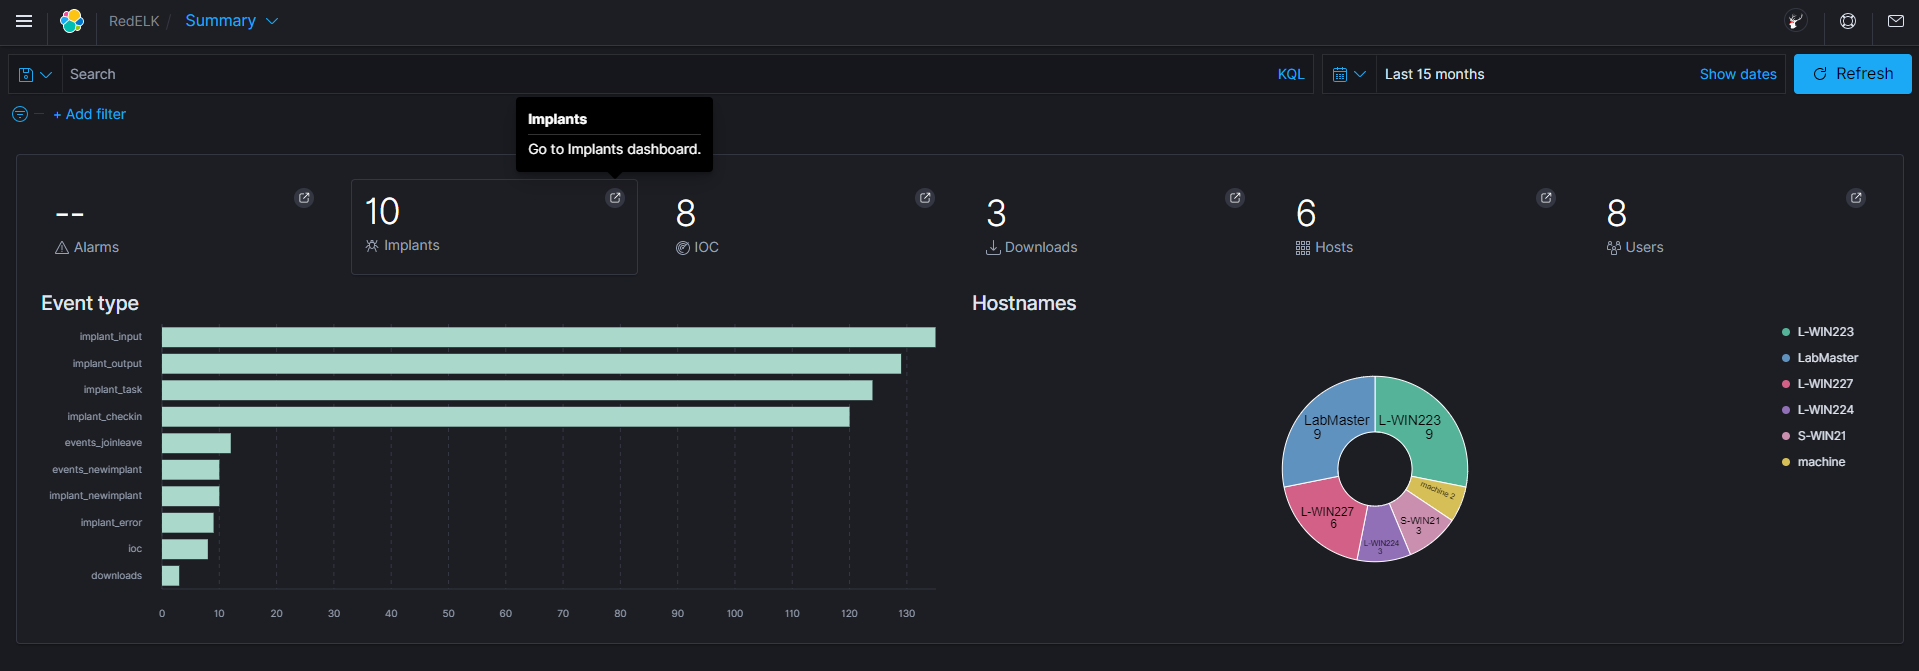 RedELK / Summary
Search
KQL
Last 15 months
Show dates
Refresh
+ Add filter
Implants
Go to Implants dashboard.
--
Alarms
10
Implants
8
IOC
3
Downloads
6
Hosts
8
Users
Event type
implant_input
implant_output
implant_task
implant_checkin
events_joinleave
events_newimplant
implant_newimplant
implant_error
ioc
downloads
0 10 20 30 40 50 60 70 80 90 100 110 120 130
Hostnames
LabMaster
9
L-WIN223
9
machine 2
S-WIN21
3
L-WIN224
3
L-WIN227
6
L-WIN223
LabMaster
L-WIN227
L-WIN224
S-WIN21
machine